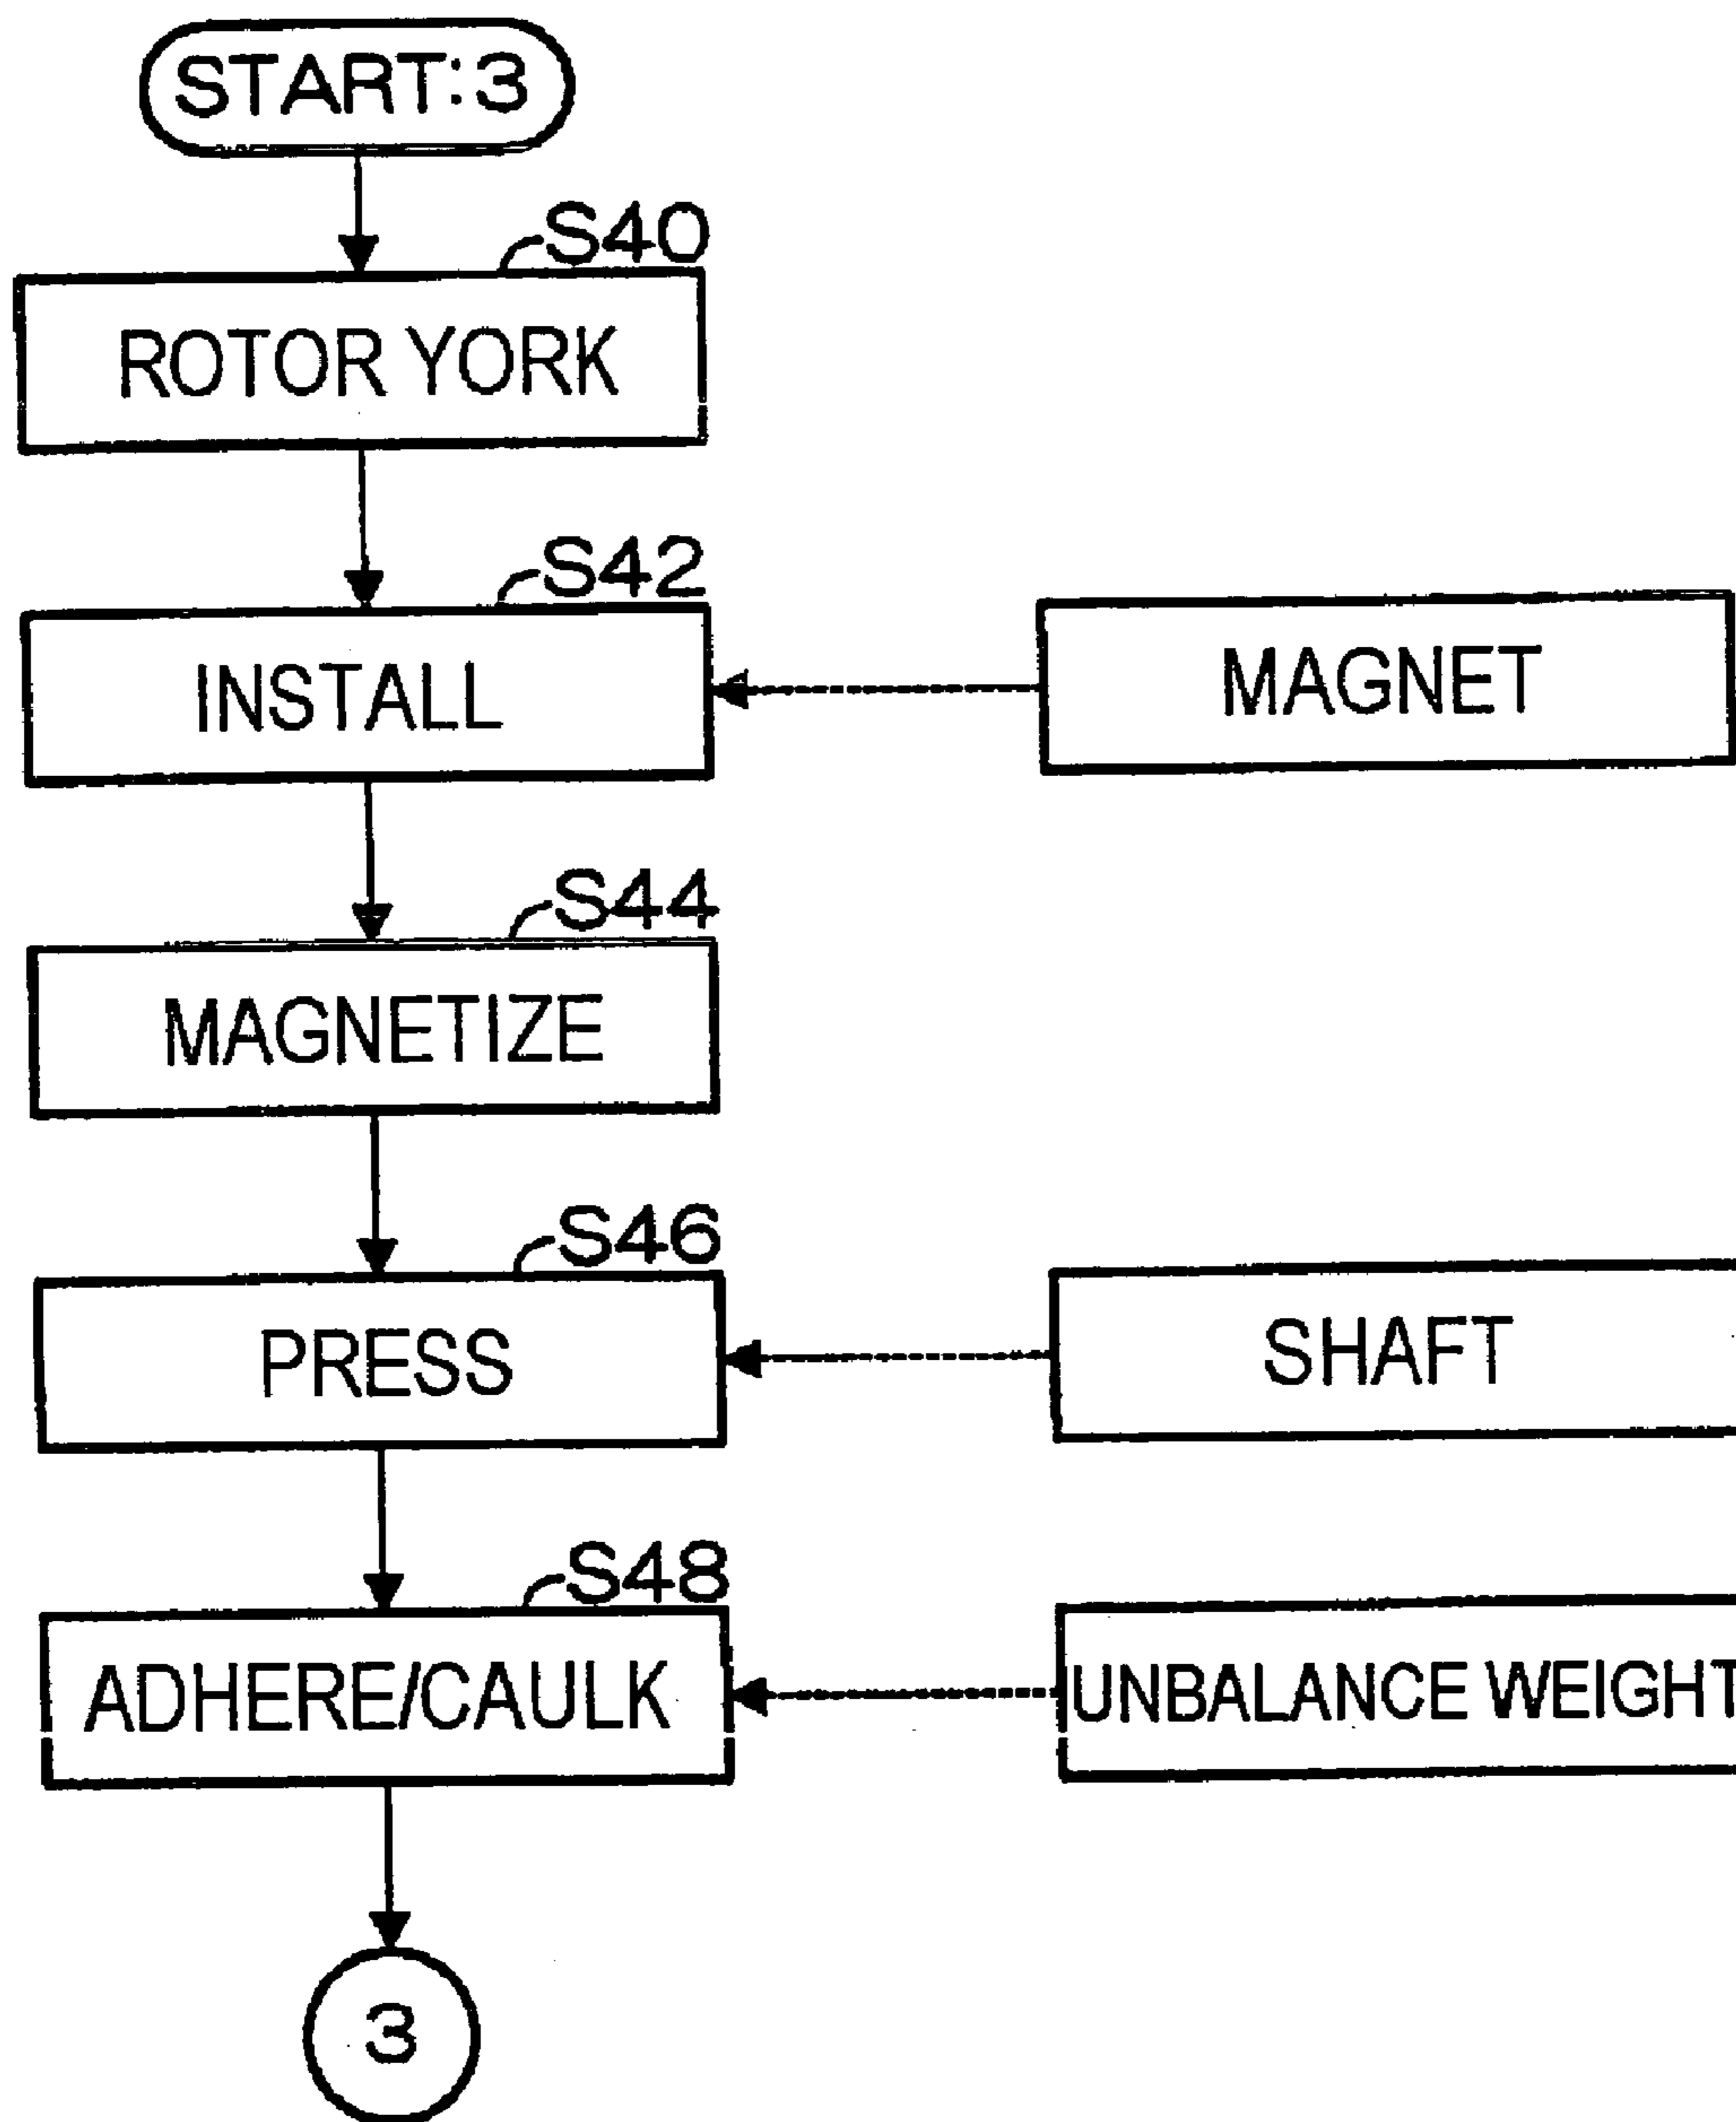 START:3
S40
ROTOR YORK
S42
INSTALL
MAGNET
S44
MAGNETIZE
S46
PRESS
SHAFT
S48
ADHERE/CAULK
UNBALANCE WEIGHT
3